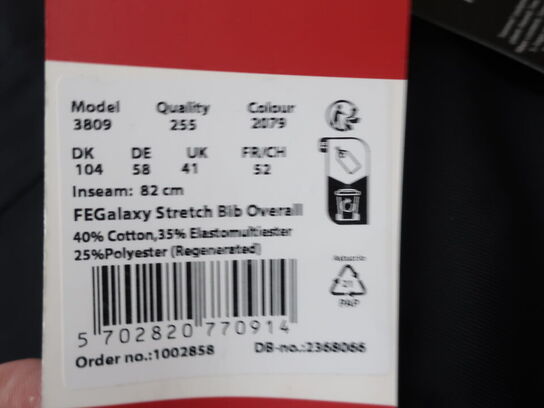 Model Quality Colour
3809 255 2079
DK DE UK FR/CH
104 58 41 52
Inseam: 82 cm
FEGalaxy Stretch Bib Overall
40% Cotton,35% Elastomultiester
25%Polyester (Regenerated)
21
PAP
5 702820 770914
Order no.:1002858 DB-no.:2368066